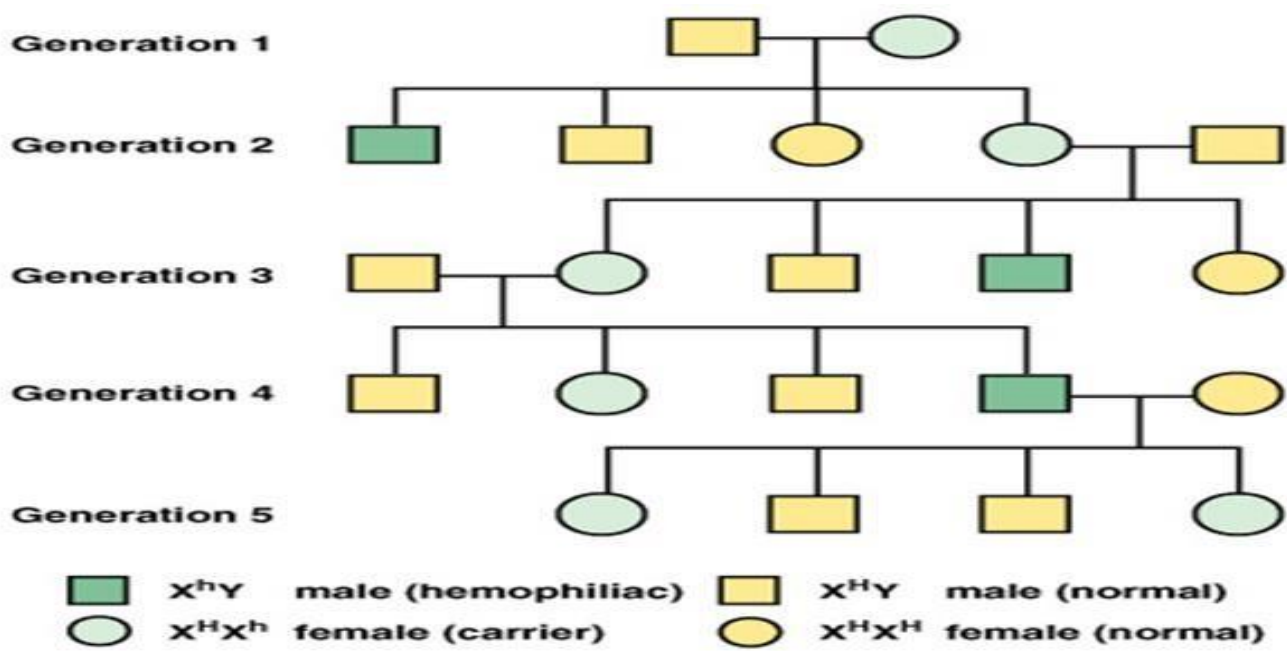 Generation 1
Generation 2
Generation 3
Generation 4
Generation 5
XʰY male (hemophiliac) XᴴY male (normal)
XᴴXʰ female (carrier) XᴴXᴴ female (normal)